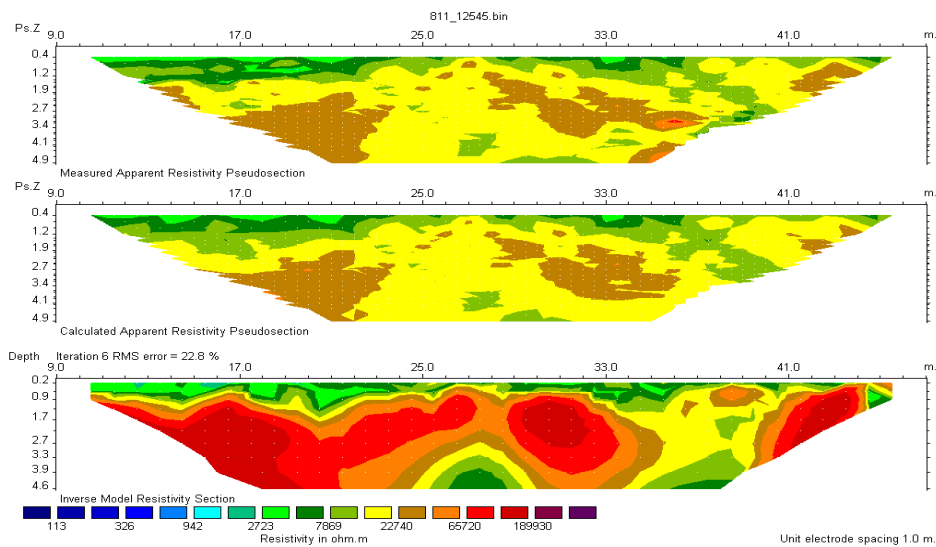 811_12545.bin
Ps.Z 9.0 17.0 25.0 33.0 41.0 m.
0.4
1.2
1.9
2.7
3.4
4.1
4.9
Measured Apparent Resistivity Pseudosection
Ps.Z 9.0 17.0 25.0 33.0 41.0 m.
0.4
1.2
1.9
2.7
3.4
4.1
4.9
Calculated Apparent Resistivity Pseudosection
Depth Iteration 6 RMS error = 22.8 %
9.0 17.0 25.0 33.0 41.0 m.
0.2
0.9
1.7
2.7
3.3
3.9
4.6
Inverse Model Resistivity Section
113 326 942 2723 7869 22740 65720 189930
Resistivity in ohm.m Unit electrode spacing 1.0 m.